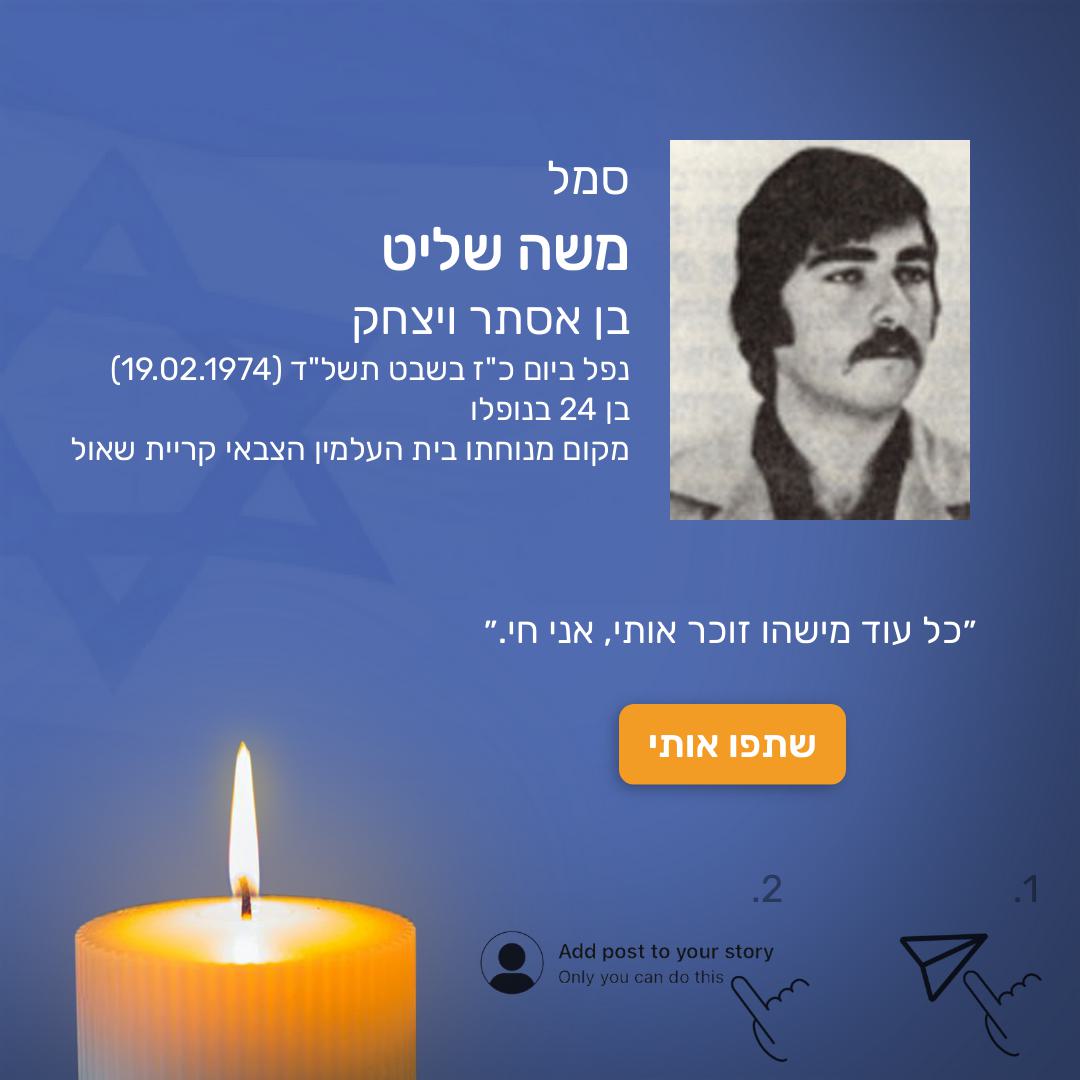 סמל
משה שליט
בן אסתר ויצחק
נפל ביום כ"ז בשבט תשל"ד (19.02.1974)
בן 24 בנופלו
מקום מנוחתו בית העלמין הצבאי קריית שאול
״כל עוד מישהו זוכר אותי, אני חי.״
שתפו אותי
1.
2.
Add post to your story
Only you can do this